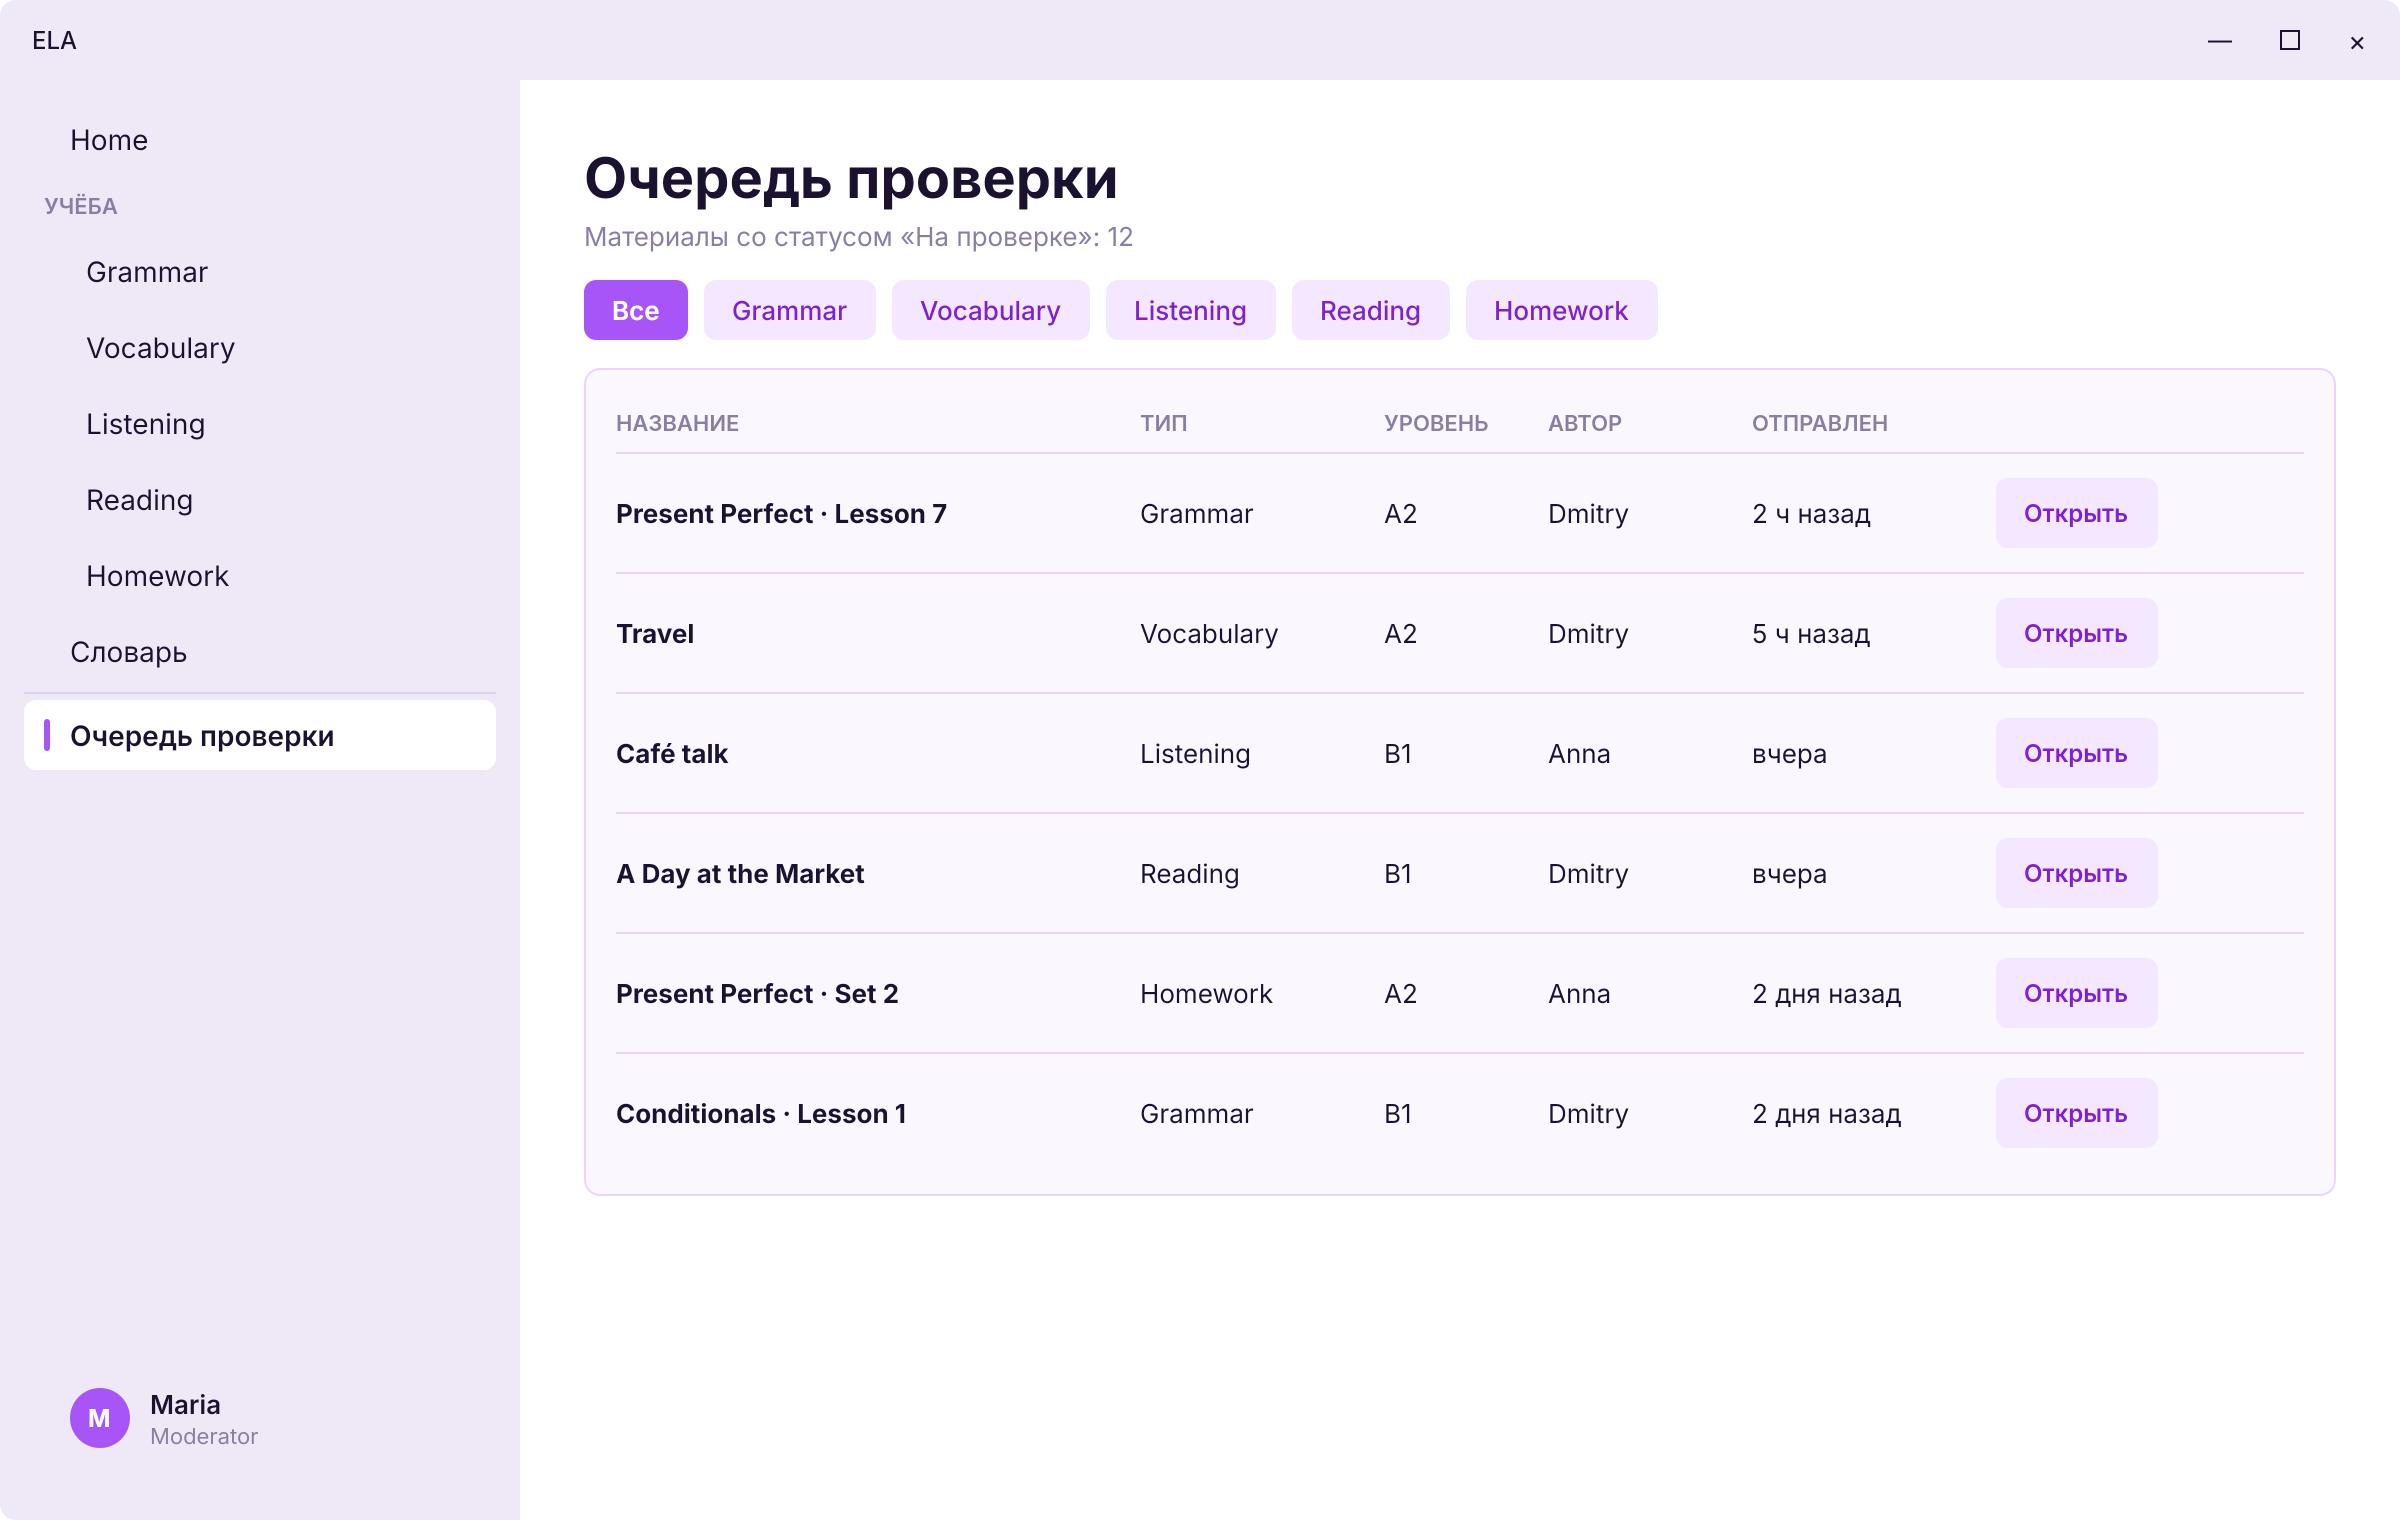 ELA
Home
УЧЁБА
Grammar
Vocabulary
Listening
Reading
Homework
Словарь
Очередь проверки
M
Maria
Moderator
Очередь проверки
Материалы со статусом «На проверке»: 12
Все Grammar Vocabulary Listening Reading Homework
НАЗВАНИЕ ТИП УРОВЕНЬ АВТОР ОТПРАВЛЕН
Present Perfect · Lesson 7 Grammar A2 Dmitry 2 ч назад Открыть
Travel Vocabulary A2 Dmitry 5 ч назад Открыть
Café talk Listening B1 Anna вчера Открыть
A Day at the Market Reading B1 Dmitry вчера Открыть
Present Perfect · Set 2 Homework A2 Anna 2 дня назад Открыть
Conditionals · Lesson 1 Grammar B1 Dmitry 2 дня назад Открыть